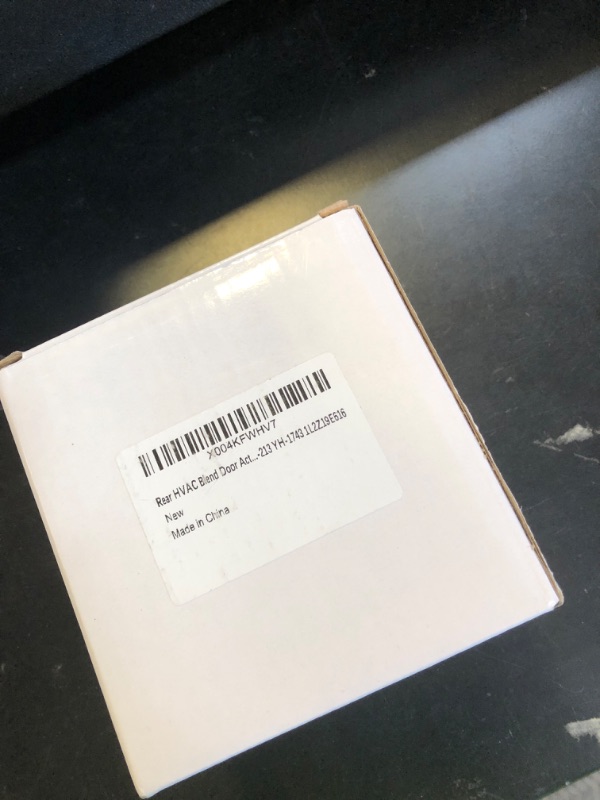 X004KFWHV7
Rear HVAC Blend Door Act...-213 YH-1743 1L2Z19E616
New
Made in China